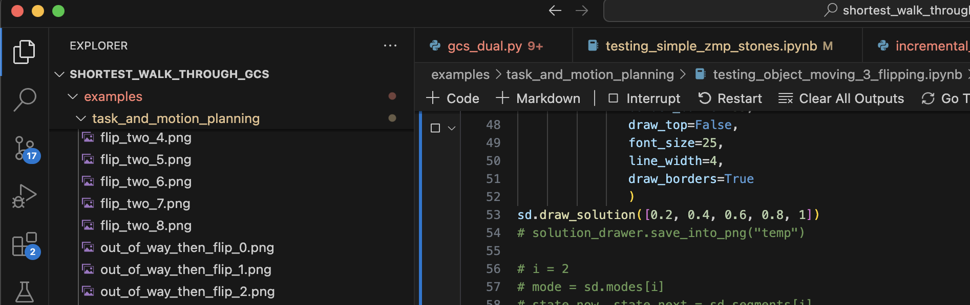 shortest_walk_throug
EXPLORER
gcs_dual.py 9+
testing_simple_zmp_stones.ipynb M
incremental_
SHORTEST_WALK_THROUGH_GCS
examples > task_and_motion_planning > testing_object_moving_3_flipping.ipynb >
examples
+ Code + Markdown | Interrupt Restart Clear All Outputs Go T
task_and_motion_planning
flip_two_4.png
flip_two_5.png
flip_two_6.png
flip_two_7.png
flip_two_8.png
out_of_way_then_flip_0.png
out_of_way_then_flip_1.png
out_of_way_then_flip_2.png
17
2
48 draw_top=False,
49 font_size=25,
50 line_width=4,
51 draw_borders=True
52 )
53 sd.draw_solution([0.2, 0.4, 0.6, 0.8, 1])
54 # solution_drawer.save_into_png("temp")
55
56 # i = 2
57 # mode = sd.modes[i]
58 # state_now, state_next = sd.segments[i]